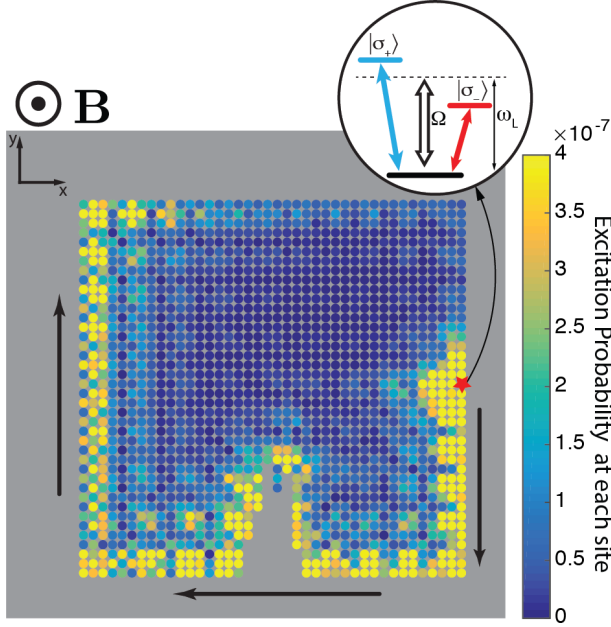 |σ₊⟩
|σ₋⟩
Ω
ω_L
B
y
x
×10⁻⁷
4
3.5
3
2.5
2
1.5
1
0.5
0
Excitation Probability at each site